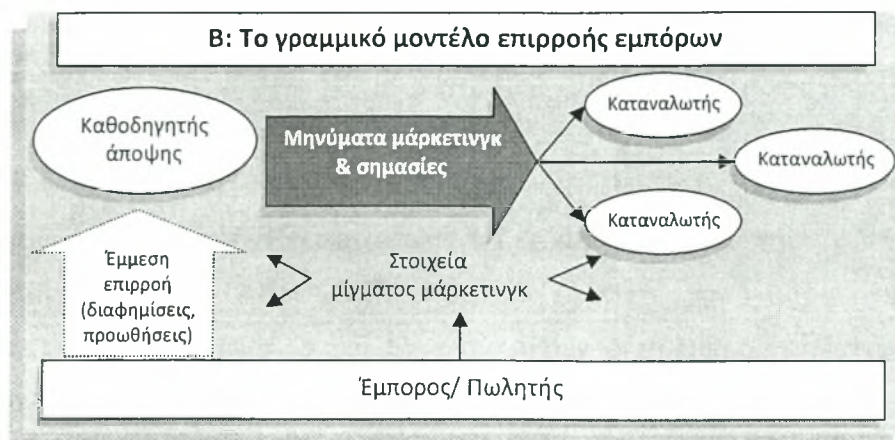 Β: Το γραμμικό μοντέλο επιρροής εμπόρων
Καθοδηγητής
άποψης
Μηνύματα μάρκετινγκ
& σημασίες
Καταναλωτής
Καταναλωτής
Καταναλωτής
Έμμεση
επιρροή
(διαφημίσεις,
προωθήσεις)
Στοιχεία
μίγματος μάρκετινγκ
Έμπορος/ Πωλητής